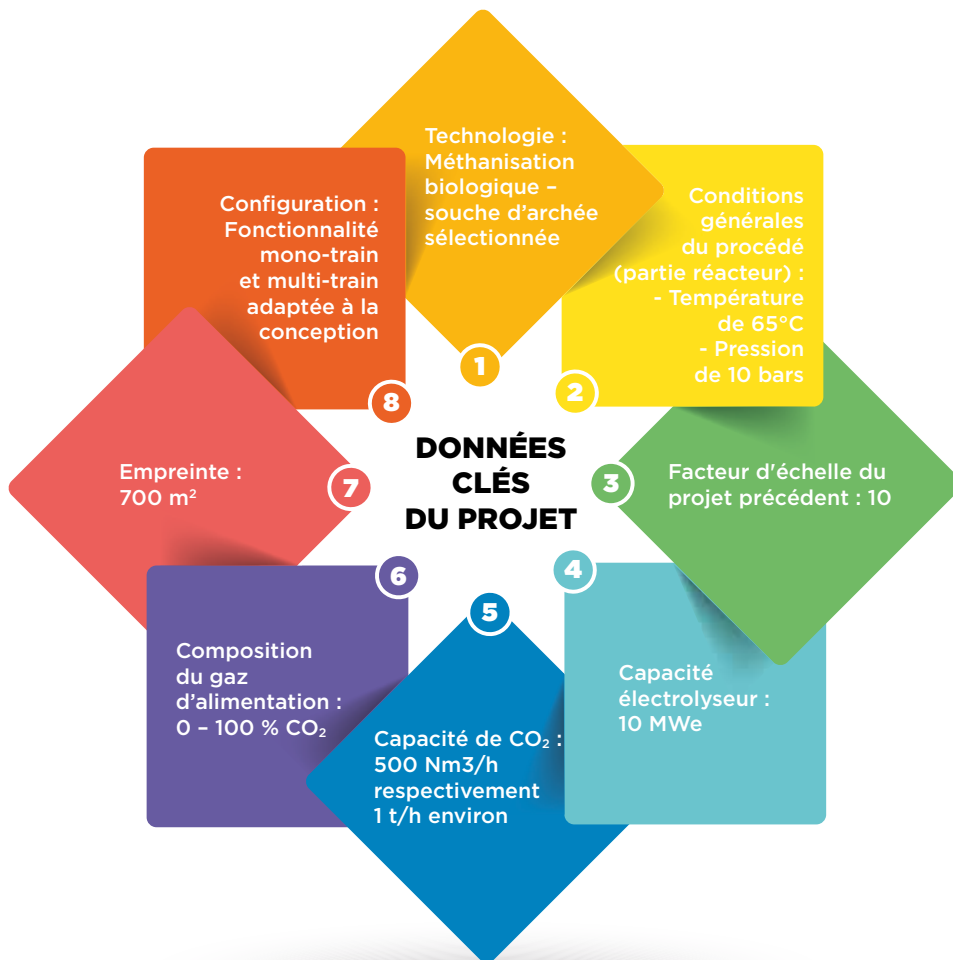 DONNÉES
CLÉS
DU PROJET
1
Technologie :
Méthanisation
biologique –
souche d'archée
sélectionnée
2
Conditions
générales
du procédé
(partie réacteur) :
- Température
de 65°C
- Pression
de 10 bars
3
Facteur d'échelle du
projet précédent : 10
4
Capacité
électrolyseur :
10 MWe
5
Capacité de CO₂ :
500 Nm3/h
respectivement
1 t/h environ
6
Composition
du gaz
d'alimentation :
0 – 100 % CO₂
7
Empreinte :
700 m²
8
Configuration :
Fonctionnalité
mono-train
et multi-train
adaptée à la
conception